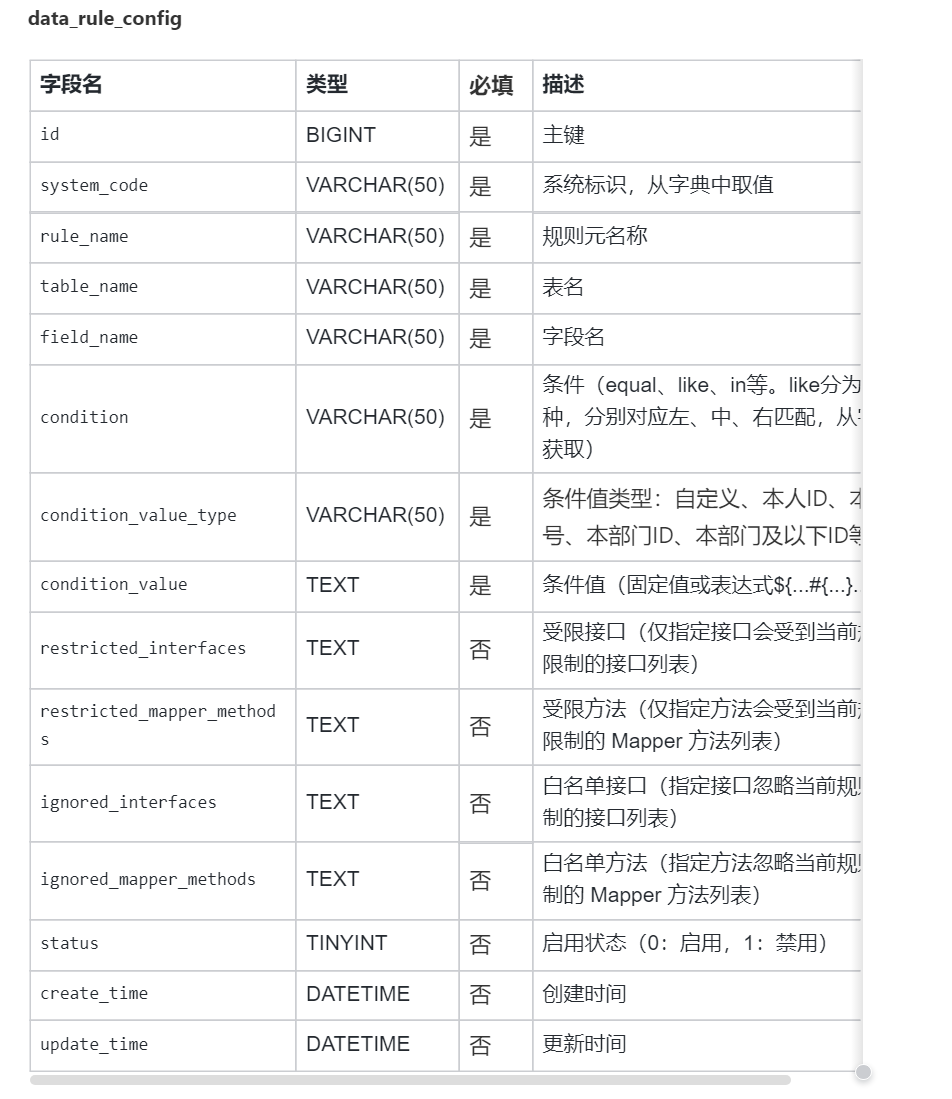 data_rule_config
字段名 类型 必填 描述
id BIGINT 是 主键
system_code VARCHAR(50) 是 系统标识，从字典中取值
rule_name VARCHAR(50) 是 规则元名称
table_name VARCHAR(50) 是 表名
field_name VARCHAR(50) 是 字段名
condition VARCHAR(50) 是 条件（equal、like、in等。like分为
种，分别对应左、中、右匹配，从
获取）
condition_value_type VARCHAR(50) 是 条件值类型：自定义、本人ID、
号、本部门ID、本部门及以下ID
condition_value TEXT 是 条件值（固定值或表达式${...#{...}.
restricted_interfaces TEXT 否 受限接口（仅指定接口会受到当前
限制的接口列表）
restricted_mapper_method
s
TEXT 否 受限方法（仅指定方法会受到当前
限制的 Mapper 方法列表）
ignored_interfaces TEXT 否 白名单接口（指定接口忽略当前规
制的接口列表）
ignored_mapper_methods TEXT 否 白名单方法（指定方法忽略当前规
制的 Mapper 方法列表）
status TINYINT 否 启用状态（0：启用，1：禁用）
create_time DATETIME 否 创建时间
update_time DATETIME 否 更新时间